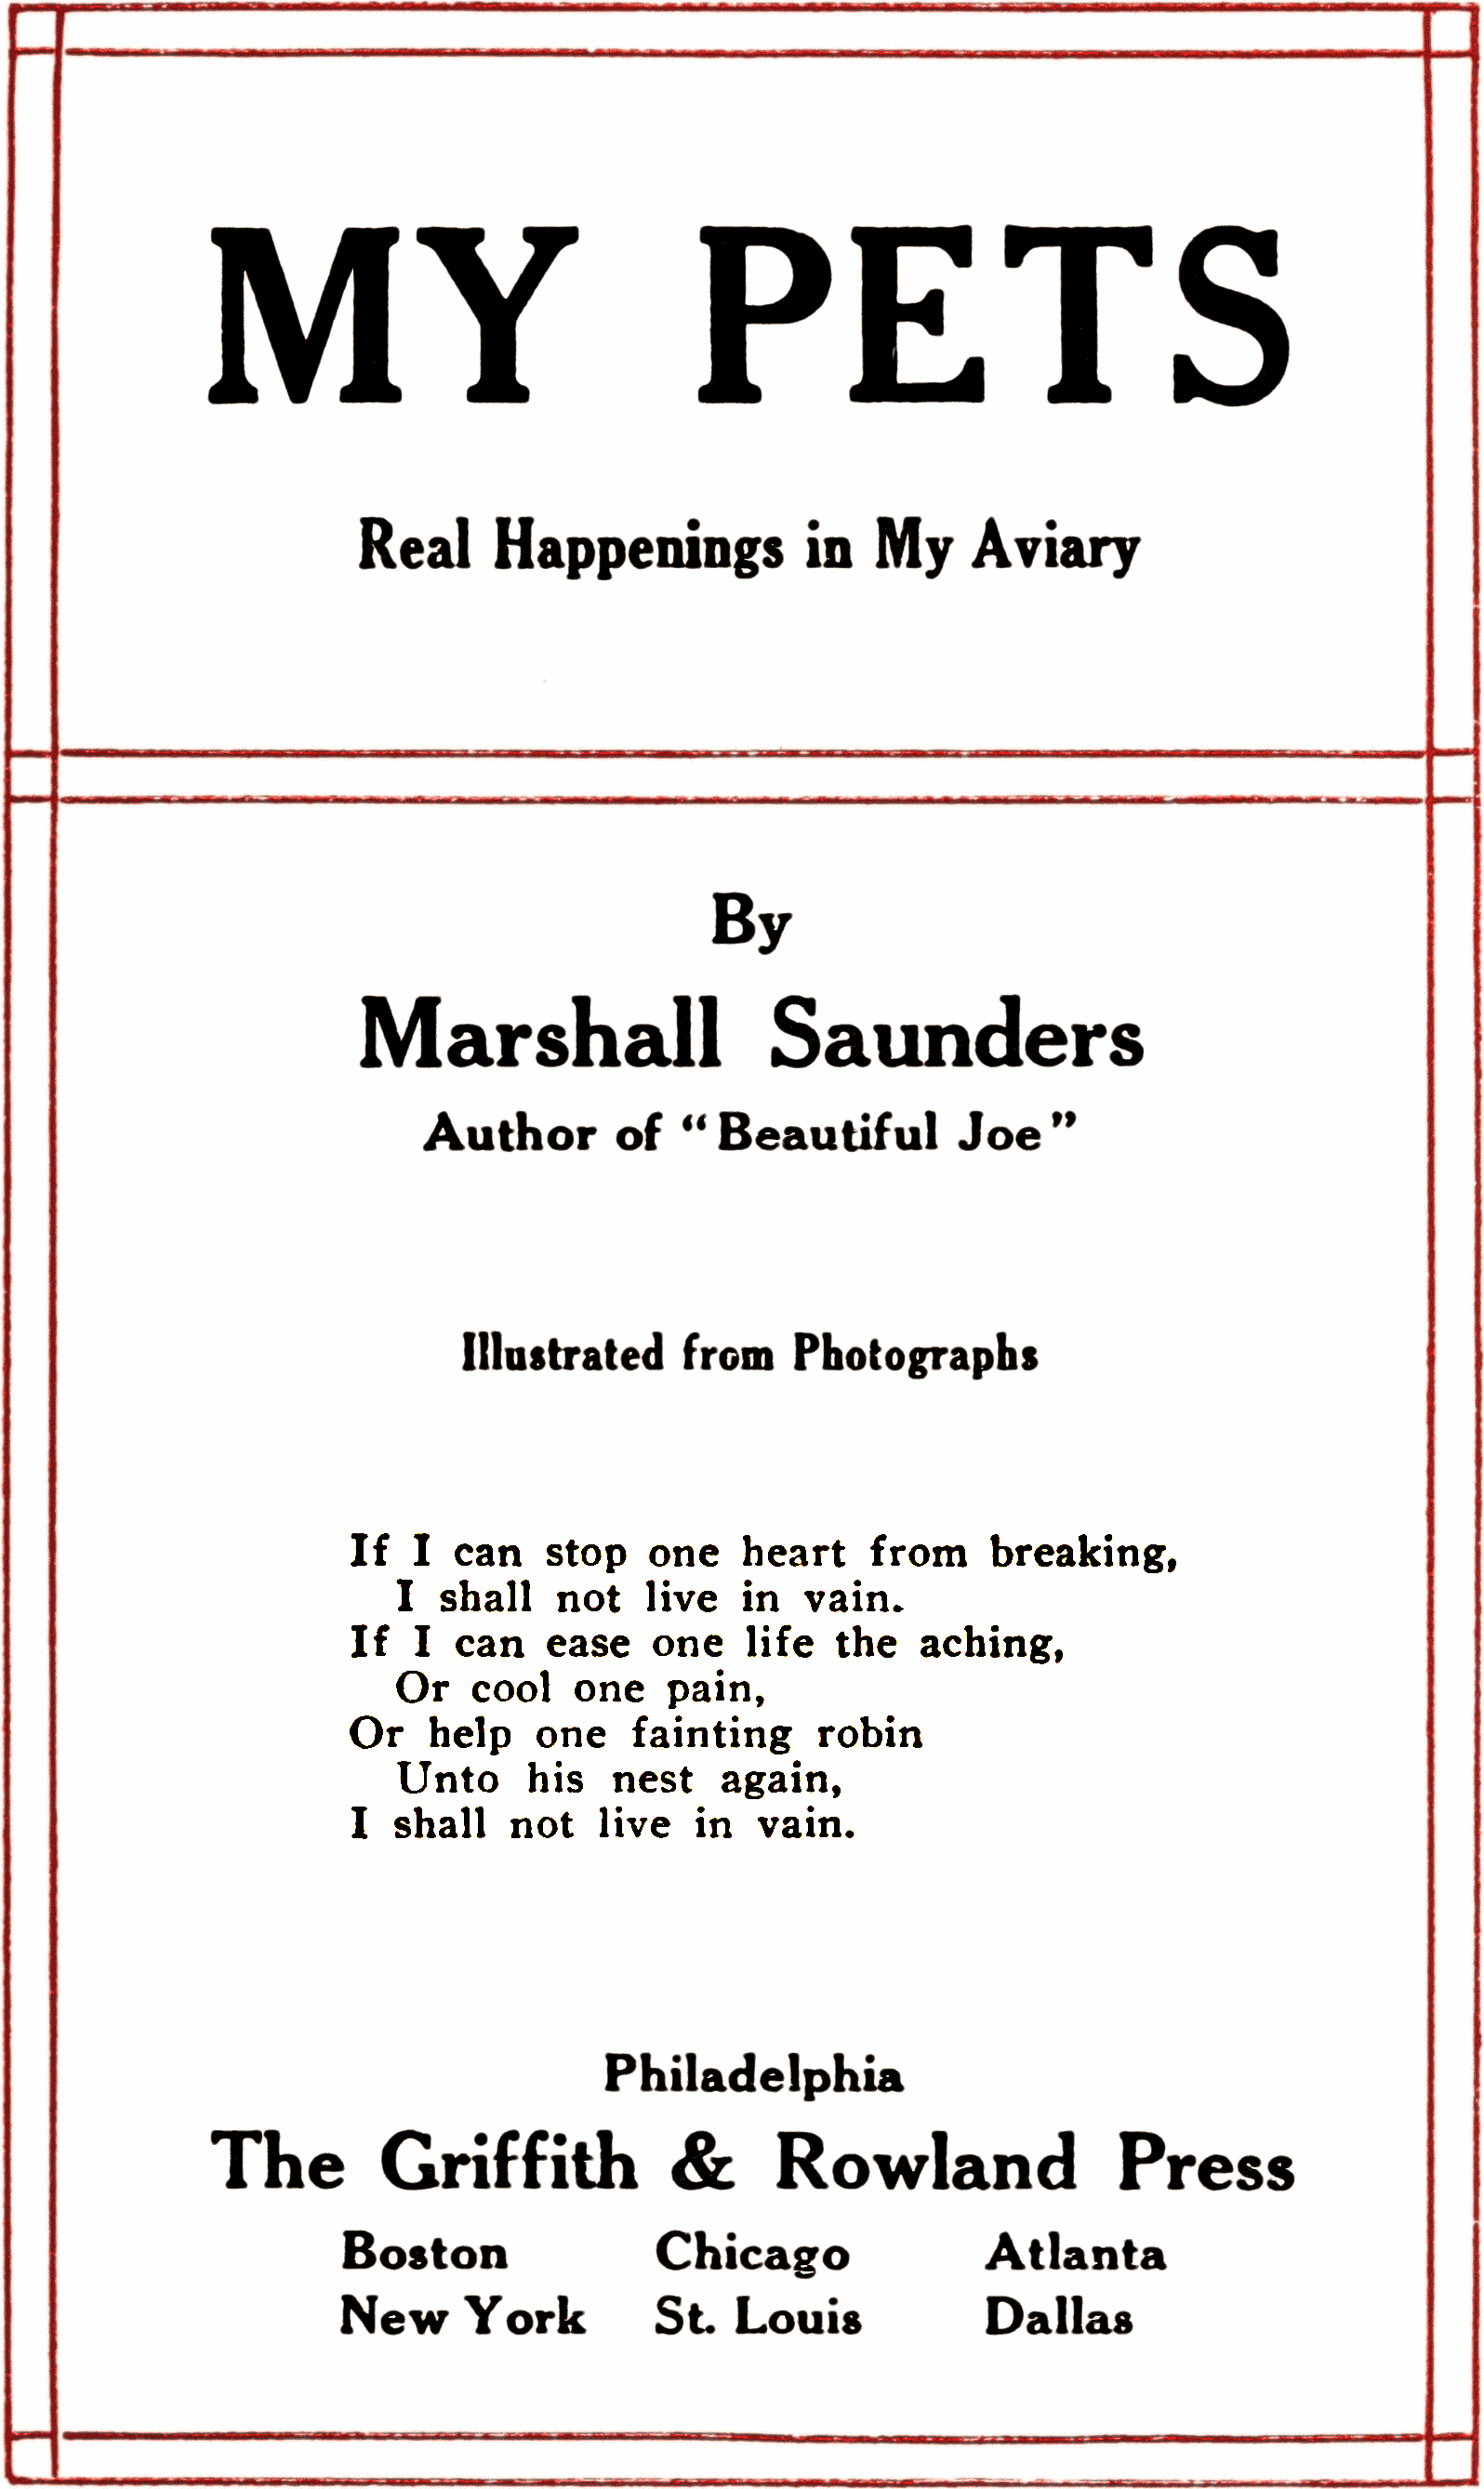 MY PETS
Real Happenings in My Aviary
By
Marshall Saunders
Author of “Beautiful Joe”
Illustrated from Photographs
If I can stop one heart from breaking,
I shall not live in vain.
If I can ease one life the aching,
Or cool one pain,
Or help one fainting robin
Unto his nest again,
I shall not live in vain.
Philadelphia
The Griffith & Rowland Press
Boston Chicago Atlanta
New York St. Louis Dallas